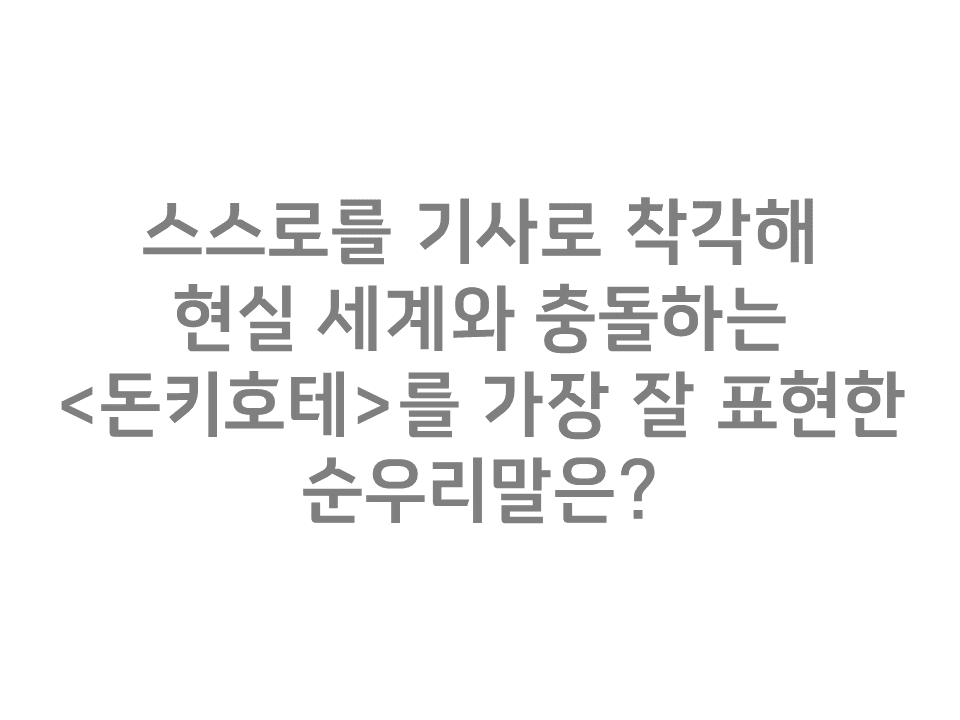 스스로를 기사로 착각해
현실 세계와 충돌하는
<돈키호테>를 가장 잘 표현한
순우리말은?